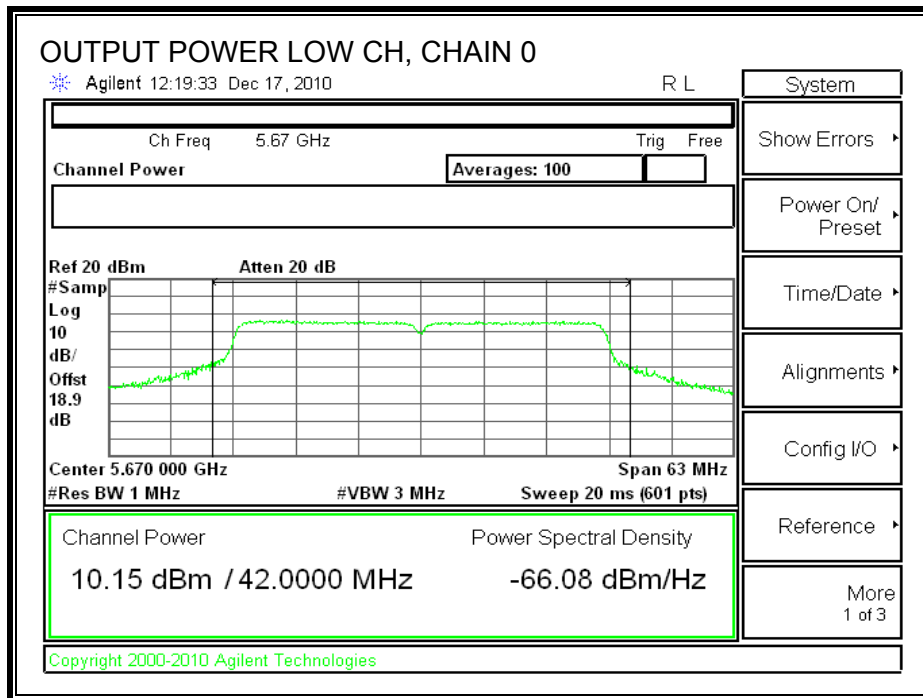 OUTPUT POWER LOW CH, CHAIN 0
Agilent 12:19:33 Dec 17, 2010 R L
System
Ch Freq 5.67 GHz Trig Free
Show Errors
Channel Power
Averages: 100
Power On/
Preset
Ref 20 dBm Atten 20 dB
#Samp
Log
10
dB/
Offst
18.9
dB
Time/Date
Alignments
Config I/O
Center 5.670 000 GHz Span 63 MHz
#Res BW 1 MHz #VBW 3 MHz Sweep 20 ms (601 pts)
Channel Power Power Spectral Density
10.15 dBm / 42.0000 MHz -66.08 dBm/Hz
Reference
More
1 of 3
Copyright 2000-2010 Agilent Technologies